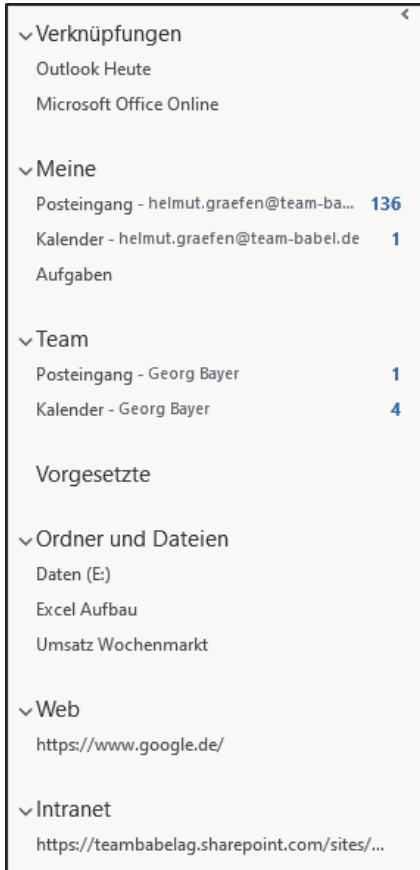 Verknüpfungen
Outlook Heute
Microsoft Office Online
Meine
Posteingang - helmut.graefen@team-ba... 136
Kalender - helmut.graefen@team-babel.de 1
Aufgaben
Team
Posteingang - Georg Bayer 1
Kalender - Georg Bayer 4
Vorgesetzte
Ordner und Dateien
Daten (E:)
Excel Aufbau
Umsatz Wochenmarkt
Web
https://www.google.de/
Intranet
https://teambabelag.sharepoint.com/sites/...